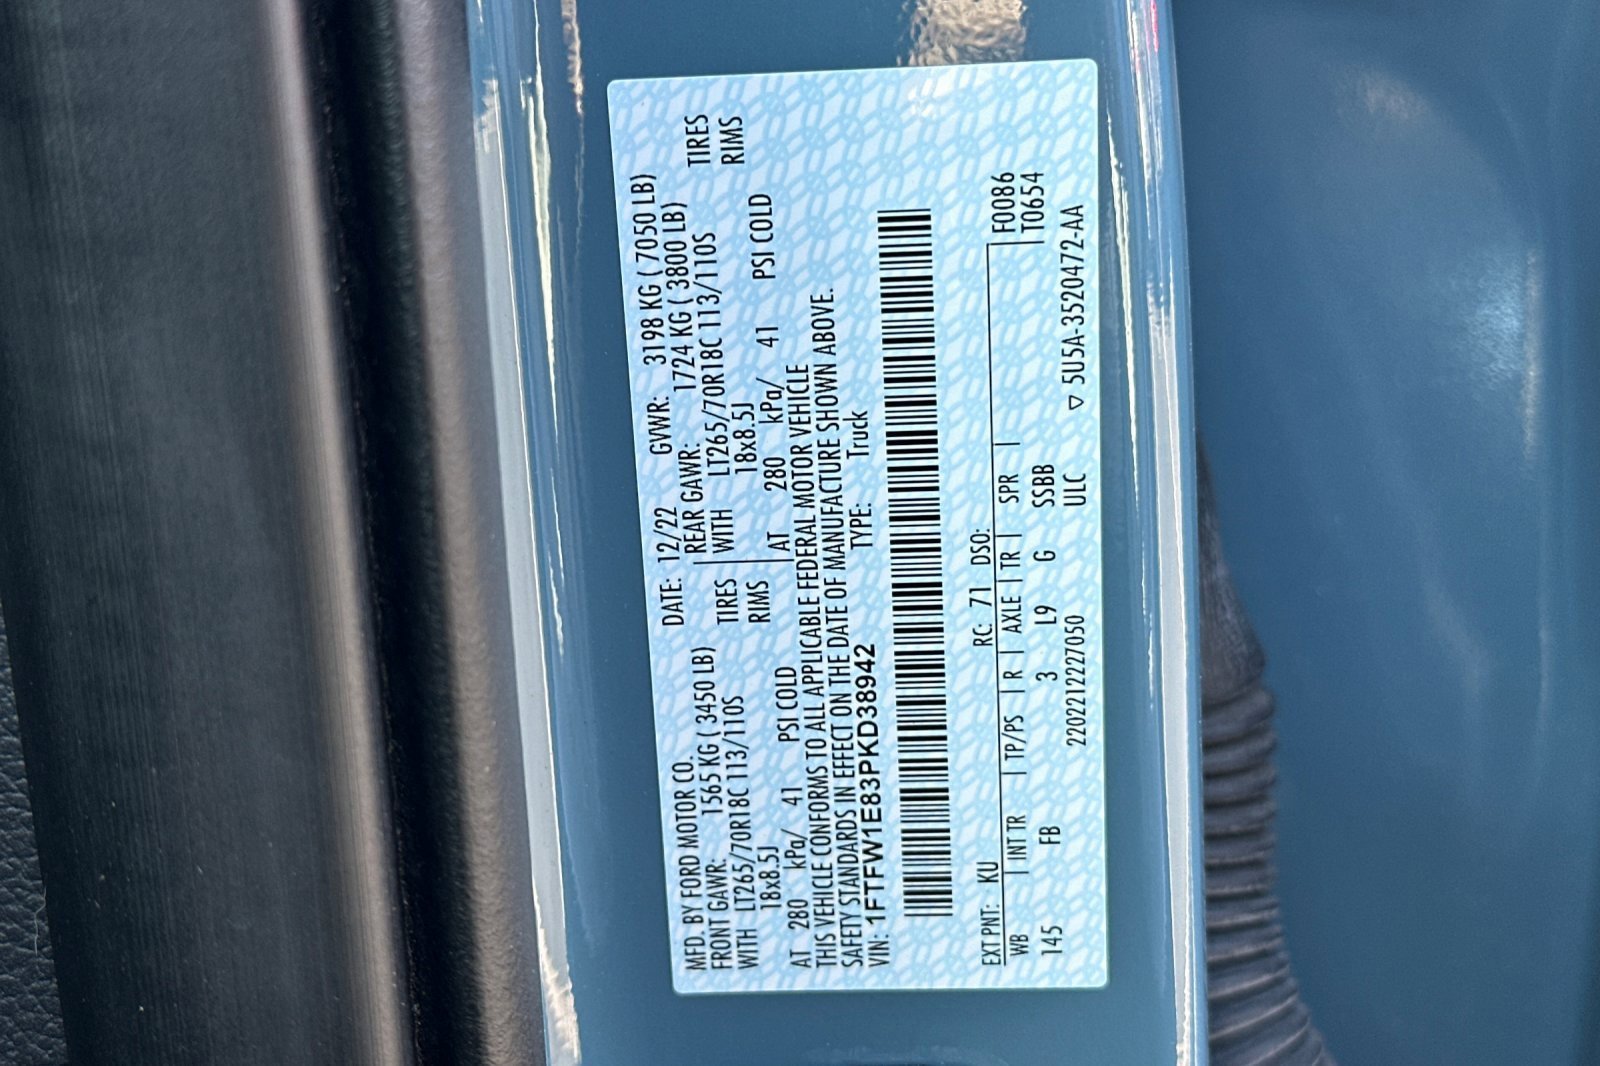 MFD. BY FORD MOTOR CO. DATE: 12/22 GVWR: 3198 KG ( 7050 LB)
FRONT GAWR: 1565 KG ( 3450 LB) REAR GAWR: 1724 KG ( 3800 LB)
WITH LT265/70R18C 113/110S TIRES WITH LT265/70R18C 113/110S TIRES
18x8.5J RIMS 18x8.5J RIMS
AT 280 kPa/ 41 PSI COLD AT 280 kPa/ 41 PSI COLD
THIS VEHICLE CONFORMS TO ALL APPLICABLE FEDERAL MOTOR VEHICLE
SAFETY STANDARDS IN EFFECT ON THE DATE OF MANUFACTURE SHOWN ABOVE.
VIN: 1FTFW1E83PKD38942 TYPE: Truck
EXT PNT: KU RC: 71 DSO: F0086
WB INT TR TP/PS R AXLE TR SPR T0654
145 FB 3 L9 G SSBB
220221227050 ULC ▽ 5U5A-3520472-AA